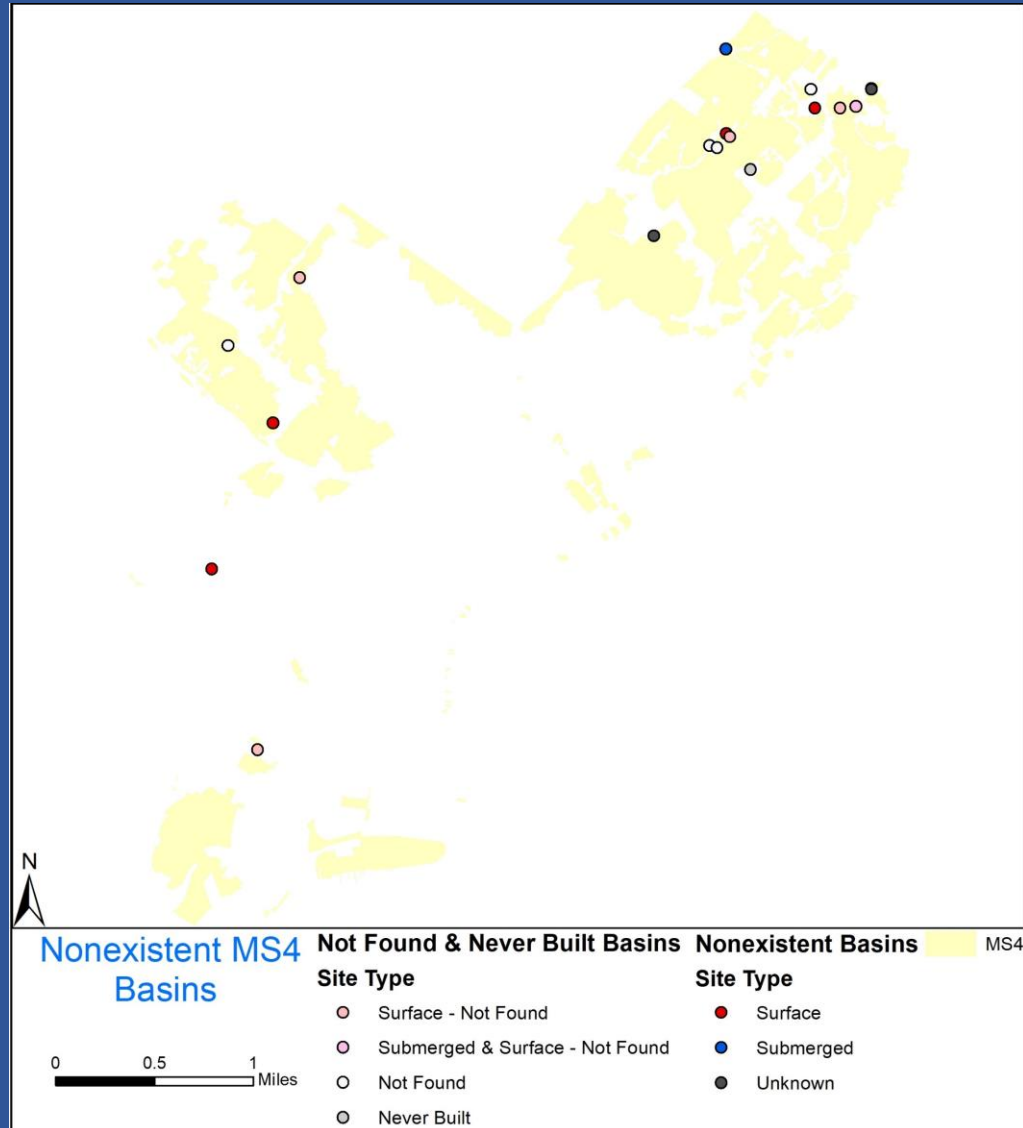 N
Nonexistent MS4
Basins
0 0.5 1
Miles
Not Found & Never Built Basins
Site Type
Surface - Not Found
Submerged & Surface - Not Found
Not Found
Never Built
Nonexistent Basins
Site Type
Surface
Submerged
Unknown
MS4